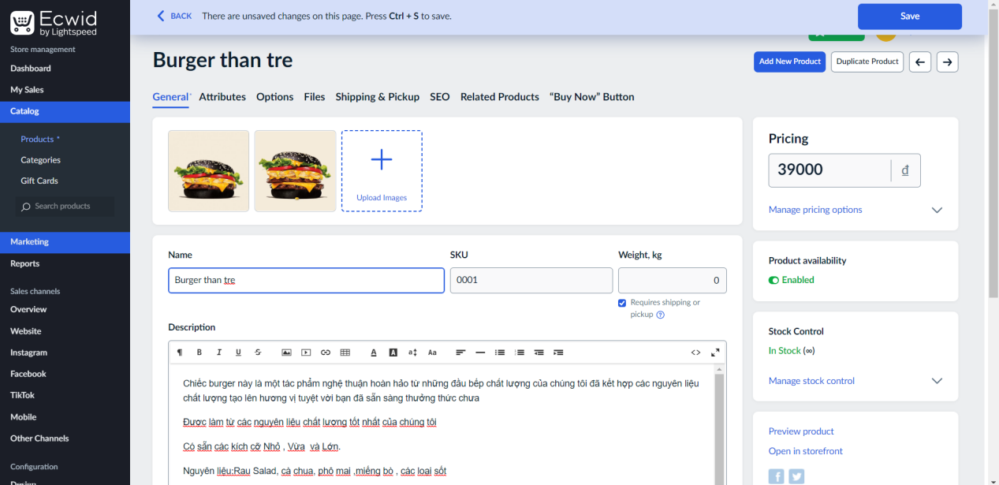 Ecwid
by Lightspeed
Store management
Dashboard
My Sales
Catalog
Products *
Categories
Gift Cards
Search products
Marketing
Reports
Sales channels
Overview
Website
Instagram
Facebook
TikTok
Mobile
Other Channels
Configuration
Design
BACK There are unsaved changes on this page. Press Ctrl + S to save.
Save
Burger than tre
Add New Product
Duplicate Product
General* Attributes Options Files Shipping & Pickup SEO Related Products “Buy Now” Button
Upload Images
Name
Burger than tre
SKU
0001
Weight, kg
0
Requires shipping or
pickup
Description
Chiếc burger này là một tác phẩm nghệ thuận hoàn hảo từ những đầu bếp chất lượng của chúng tôi đã kết hợp các nguyên liệu
chất lượng tạo lên hương vị tuyệt vời bạn đã sẵn sàng thưởng thức chưa
Được làm từ các nguyên liệu chất lượng tốt nhất của chúng tôi
Có sẵn các kích cỡ Nhỏ , Vừa và Lớn.
Nguyên liệu:Rau Salad, cà chua, phô mai ,miếng bò , các loại sốt
Pricing
39000 ₫
Manage pricing options
Product availability
Enabled
Stock Control
In Stock (∞)
Manage stock control
Preview product
Open in storefront